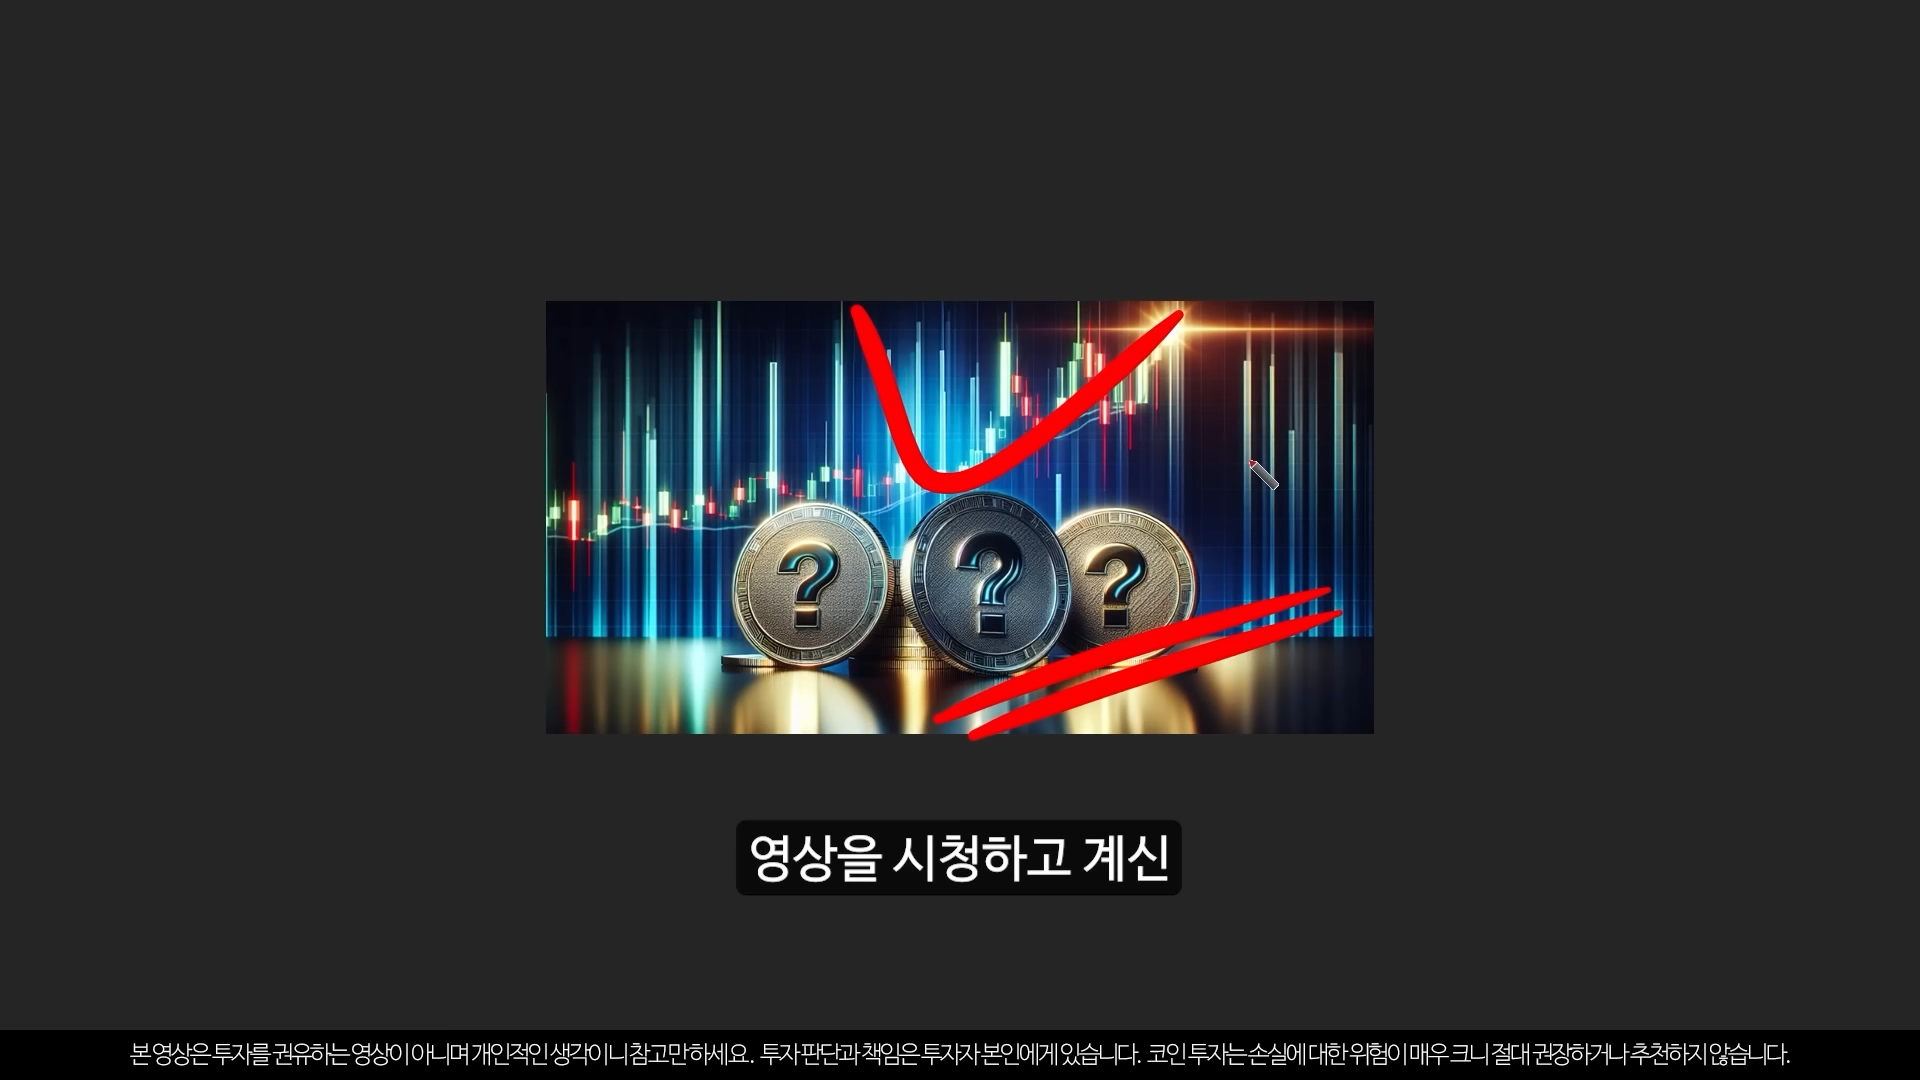 ?
?
?
영상을 시청하고 계신
본 영상은 투자를 권유하는 영상이 아니며 개인적인 생각이니 참고만 하세요. 투자 판단과 책임은 투자자 본인에게 있습니다. 코인 투자는 손실에 대한 위험이 매우 크니 절대 권장하거나 추천하지 않습니다.